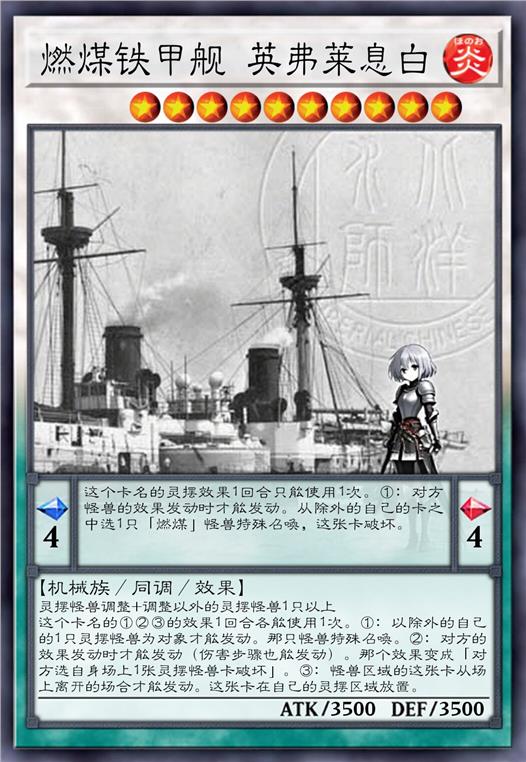 燃煤铁甲舰 英弗莱息白
ほのお
炎
水 北
師 洋
ERIAL CHINESE
这个卡名的灵摆效果1回合只能使用1次。①：对方
怪兽的效果发动时才能发动。从除外的自己的卡之
中选1只「燃煤」怪兽特殊召唤，这张卡破坏。
4
4
【机械族／同调／效果】
灵摆怪兽调整+调整以外的灵摆怪兽1只以上
这个卡名的①②③的效果1回合各能使用1次。①：以除外的自己
的1只灵摆怪兽为对象才能发动。那只怪兽特殊召唤。②：对方的
效果发动时才能发动（伤害步骤也能发动）。那个效果变成「对
方选自身场上1张灵摆怪兽卡破坏」。③：怪兽区域的这张卡从场
上离开的场合才能发动。这张卡在自己的灵摆区域放置。
ATK/3500 DEF/3500